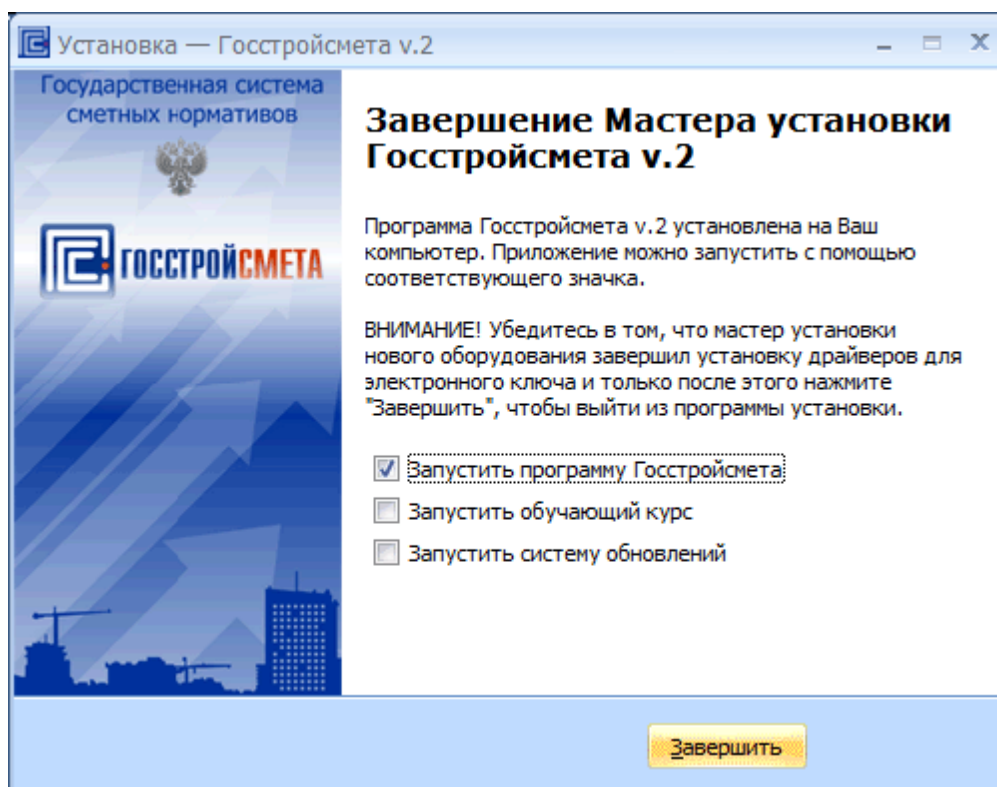 Установка — Госстройсмета v.2
Государственная система
сметных нормативов
ГОССТРОЙСМЕТА
Завершение Мастера установки
Госстройсмета v.2
Программа Госстройсмета v.2 установлена на Ваш
компьютер. Приложение можно запустить с помощью
соответствующего значка.
ВНИМАНИЕ! Убедитесь в том, что мастер установки
нового оборудования завершил установку драйверов для
электронного ключа и только после этого нажмите
"Завершить", чтобы выйти из программы установки.
Запустить программу Госстройсмета
Запустить обучающий курс
Запустить систему обновлений
Завершить